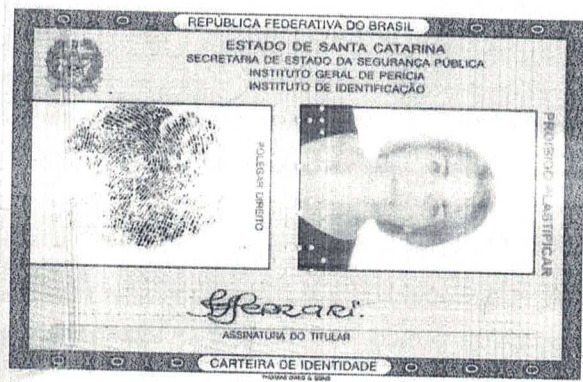 REPÚBLICA FEDERATIVA DO BRASIL
ESTADO DE SANTA CATARINA
SECRETARIA DE ESTADO DA SEGURANÇA PÚBLICA
INSTITUTO GERAL DE PERÍCIA
INSTITUTO DE IDENTIFICAÇÃO
POLEGAR DIREITO
PROIBIDO PLASTIFICAR
ASSINATURA DO TITULAR
CARTEIRA DE IDENTIDADE